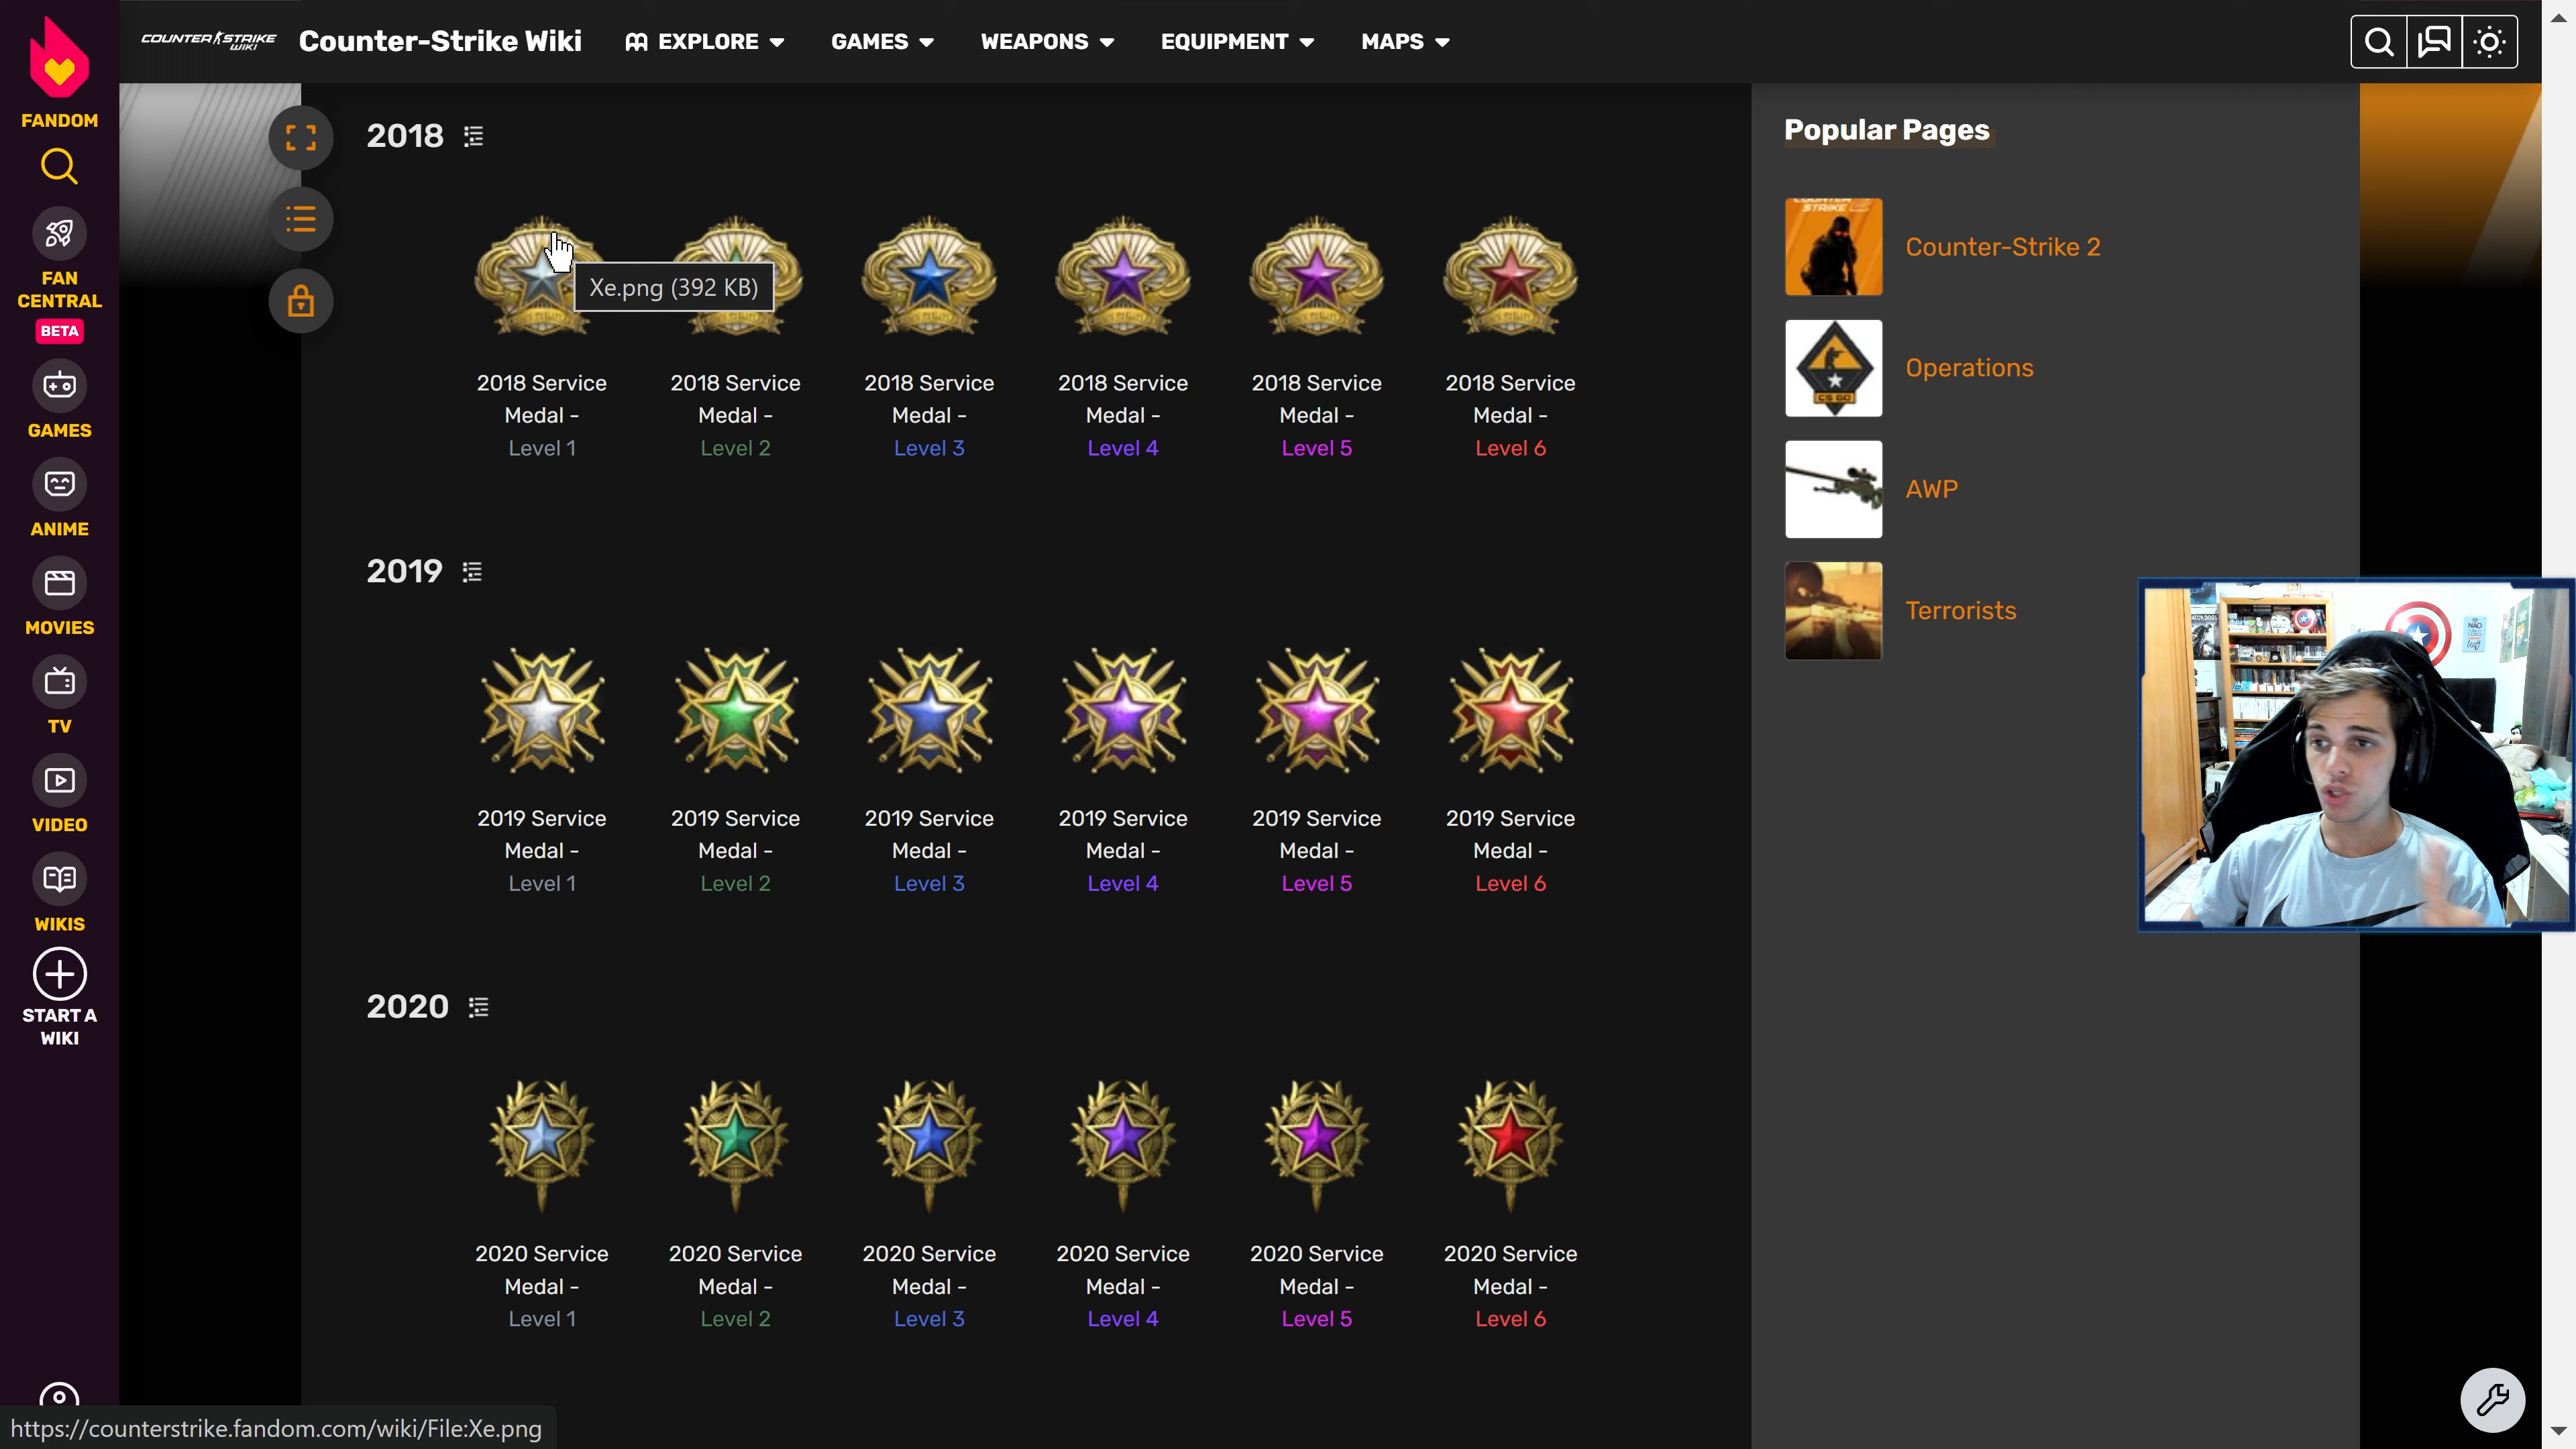 COUNTER STRIKE
WIKI
Counter-Strike Wiki
EXPLORE
GAMES
WEAPONS
EQUIPMENT
MAPS
FANDOM
FAN
CENTRAL
BETA
GAMES
ANIME
MOVIES
TV
VIDEO
WIKIS
START A
WIKI
2018
Xe.png (392 KB)
2018 Service
Medal -
Level 1
2018 Service
Medal -
Level 2
2018 Service
Medal -
Level 3
2018 Service
Medal -
Level 4
2018 Service
Medal -
Level 5
2018 Service
Medal -
Level 6
2019
2019 Service
Medal -
Level 1
2019 Service
Medal -
Level 2
2019 Service
Medal -
Level 3
2019 Service
Medal -
Level 4
2019 Service
Medal -
Level 5
2019 Service
Medal -
Level 6
2020
2020 Service
Medal -
Level 1
2020 Service
Medal -
Level 2
2020 Service
Medal -
Level 3
2020 Service
Medal -
Level 4
2020 Service
Medal -
Level 5
2020 Service
Medal -
Level 6
Popular Pages
COUNTER
STRIKE
Counter-Strike 2
CS GO
Operations
AWP
Terrorists
https://counterstrike.fandom.com/wiki/File:Xe.png